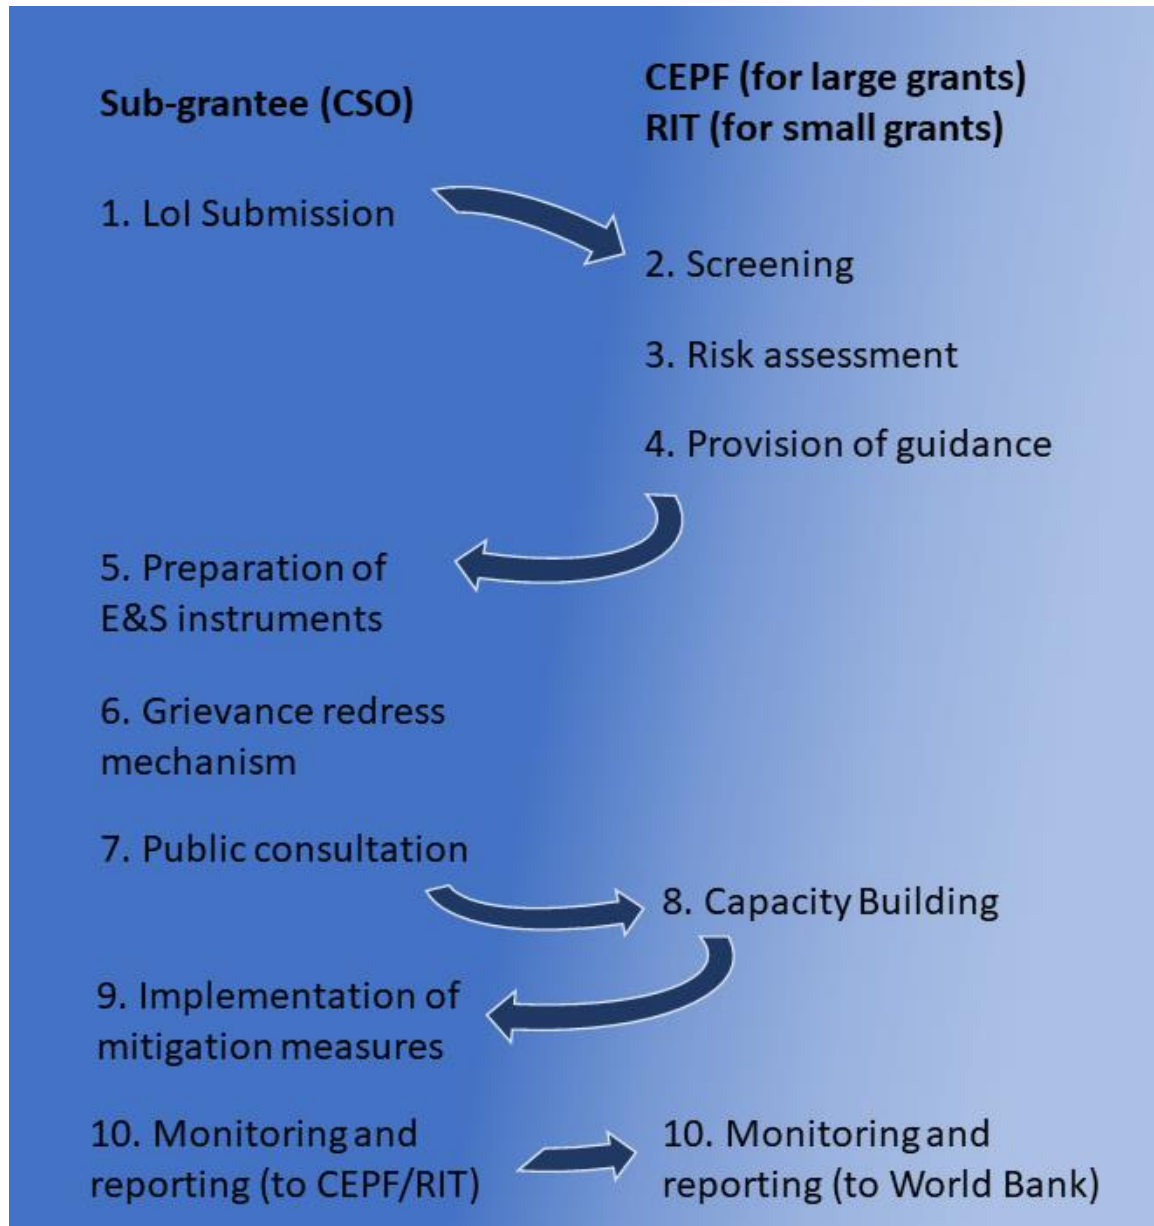 Sub-grantee (CSO)
CEPF (for large grants)
RIT (for small grants)
1. LoI Submission
2. Screening
3. Risk assessment
4. Provision of guidance
5. Preparation of
E&S instruments
6. Grievance redress
mechanism
7. Public consultation
8. Capacity Building
9. Implementation of
mitigation measures
10. Monitoring and
reporting (to CEPF/RIT)
10. Monitoring and
reporting (to World Bank)